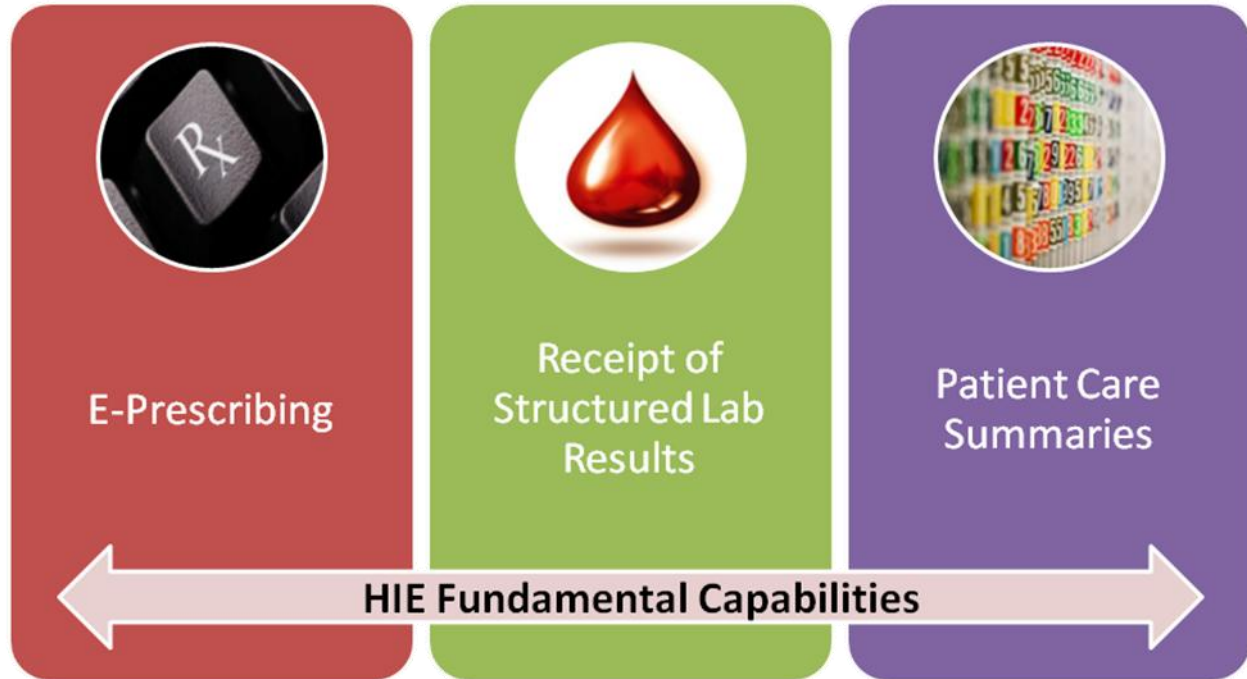 Rx
E-Prescribing
Receipt of
Structured Lab
Results
Patient Care
Summaries
HIE Fundamental Capabilities